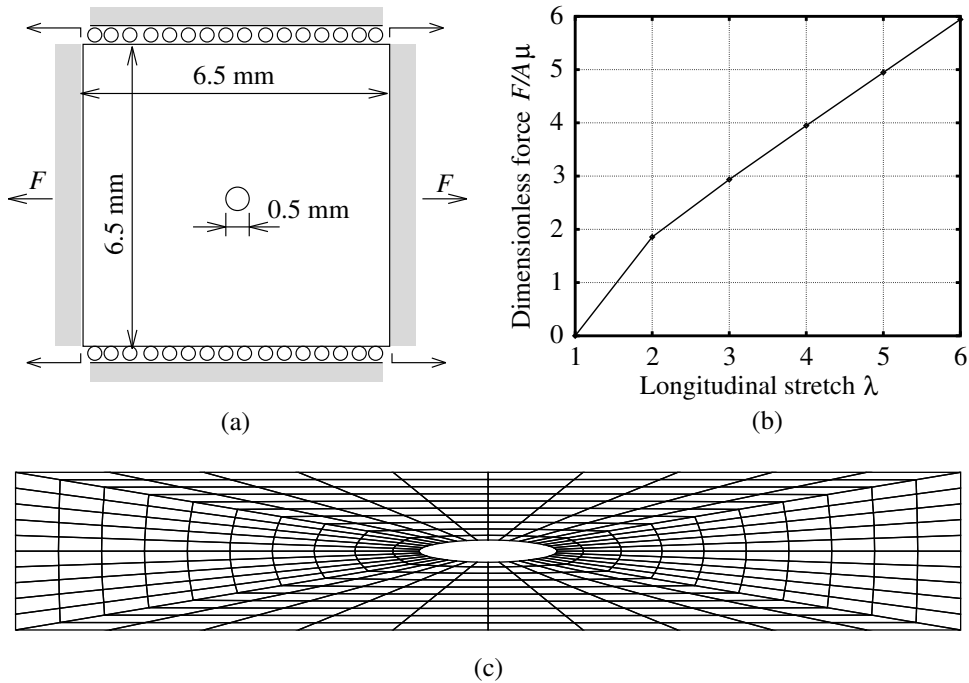 6.5 mm
F
F
6.5 mm
0.5 mm
(a)
Dimensionless force F/Aμ
6
5
4
3
2
1
0
1 2 3 4 5 6
Longitudinal stretch λ
(b)
(c)